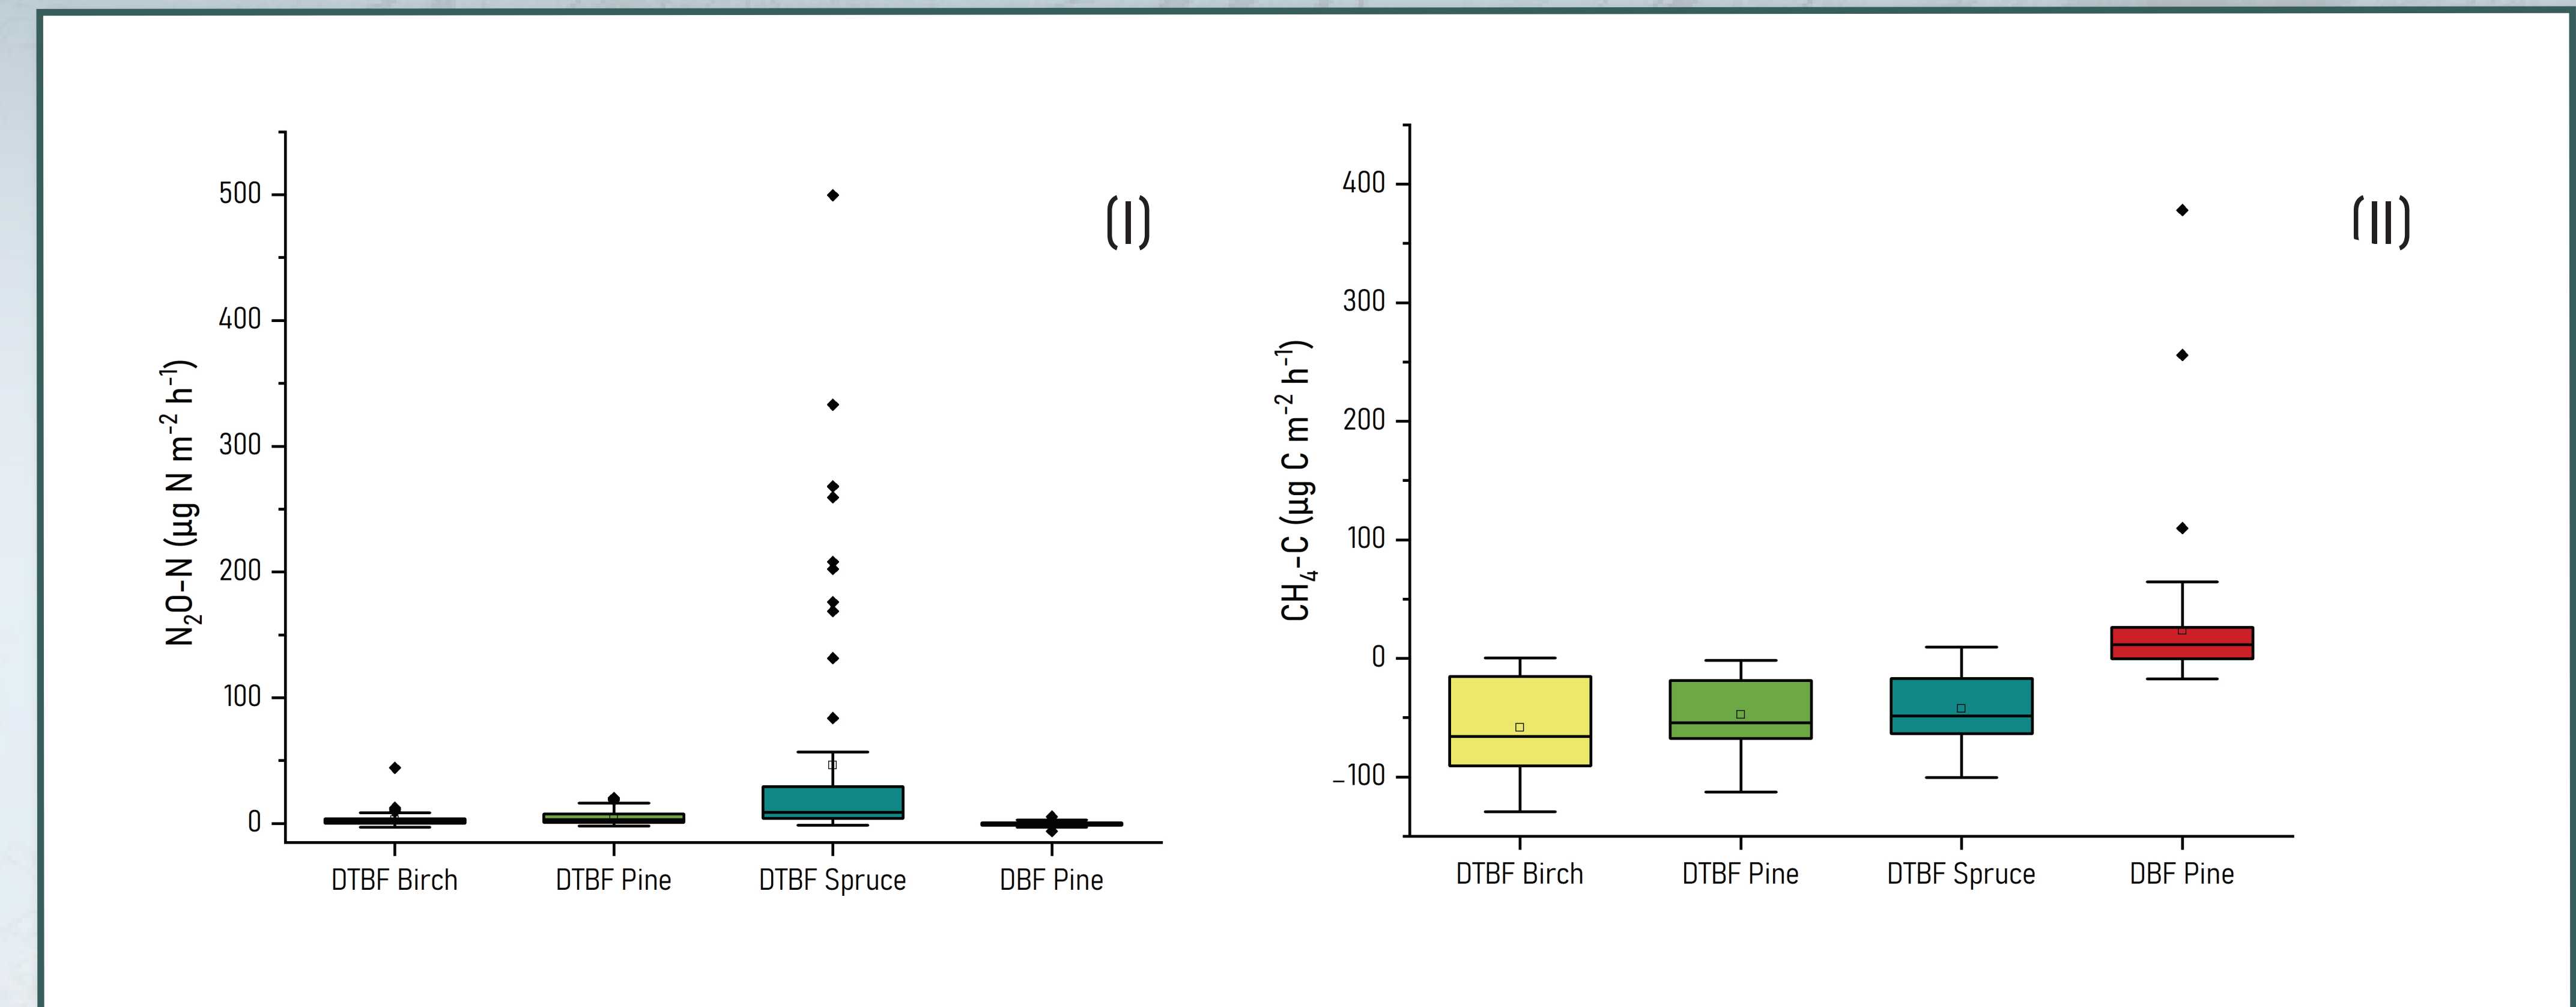 (I)
N₂O-N (µg N m⁻² h⁻¹)
500
400
300
200
100
0
DTBF Birch
DTBF Pine
DTBF Spruce
DBF Pine
(II)
CH₄-C (µg C m⁻² h⁻¹)
400
300
200
100
0
-100
DTBF Birch
DTBF Pine
DTBF Spruce
DBF Pine